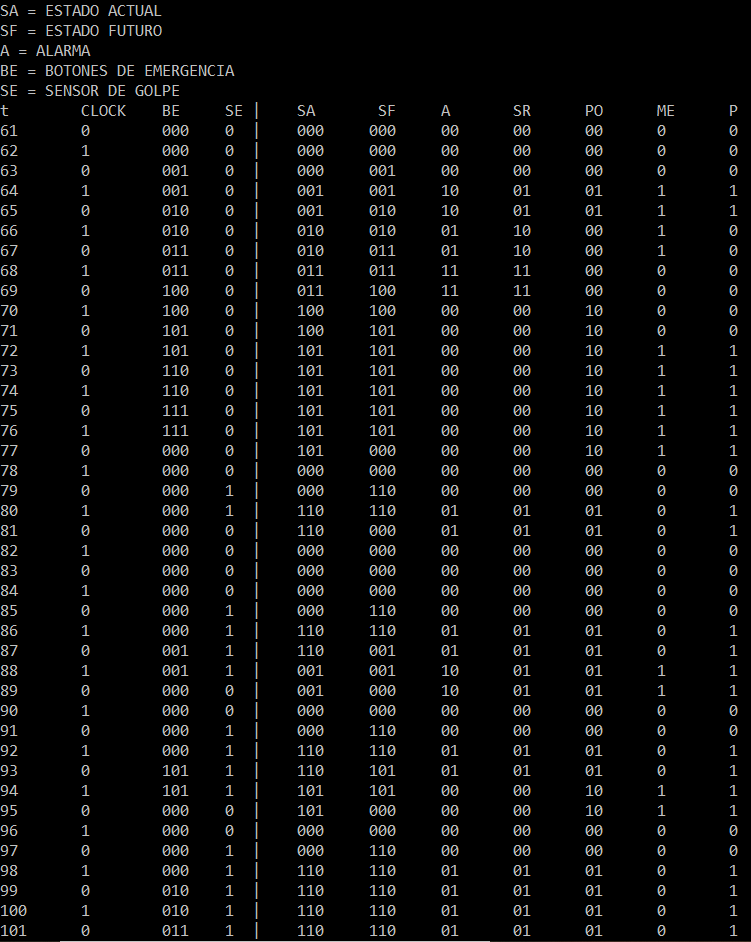 SA = ESTADO ACTUAL
SF = ESTADO FUTURO
A = ALARMA
BE = BOTONES DE EMERGENCIA
SE = SENSOR DE GOLPE
t CLOCK BE SE | SA SF A SR PO ME P
61 0 000 0 | 000 000 00 00 00 0 0
62 1 000 0 | 000 000 00 00 00 0 0
63 0 001 0 | 000 001 00 00 00 0 0
64 1 001 0 | 001 001 10 01 01 1 1
65 0 010 0 | 001 010 10 01 01 1 1
66 1 010 0 | 010 010 01 10 00 1 0
67 0 011 0 | 010 011 01 10 00 1 0
68 1 011 0 | 011 011 11 11 00 0 0
69 0 100 0 | 011 100 11 11 00 0 0
70 1 100 0 | 100 100 00 00 10 0 0
71 0 101 0 | 100 101 00 00 10 0 0
72 1 101 0 | 101 101 00 00 10 1 1
73 0 110 0 | 101 101 00 00 10 1 1
74 1 110 0 | 101 101 00 00 10 1 1
75 0 111 0 | 101 101 00 00 10 1 1
76 1 111 0 | 101 101 00 00 10 1 1
77 0 000 0 | 101 000 00 00 10 1 1
78 1 000 0 | 000 000 00 00 00 0 0
79 0 000 1 | 000 110 00 00 00 0 0
80 1 000 1 | 110 110 01 01 01 0 1
81 0 000 0 | 110 000 01 01 01 0 1
82 1 000 0 | 000 000 00 00 00 0 0
83 0 000 0 | 000 000 00 00 00 0 0
84 1 000 0 | 000 000 00 00 00 0 0
85 0 000 1 | 000 110 00 00 00 0 0
86 1 000 1 | 110 110 01 01 01 0 1
87 0 001 1 | 110 001 01 01 01 0 1
88 1 001 1 | 001 001 10 01 01 1 1
89 0 000 0 | 001 000 10 01 01 1 1
90 1 000 0 | 000 000 00 00 00 0 0
91 0 000 1 | 000 110 00 00 00 0 0
92 1 000 1 | 110 110 01 01 01 0 1
93 0 101 1 | 110 101 01 01 01 0 1
94 1 101 1 | 101 101 00 00 10 1 1
95 0 000 0 | 101 000 00 00 10 1 1
96 1 000 0 | 000 000 00 00 00 0 0
97 0 000 1 | 000 110 00 00 00 0 0
98 1 000 1 | 110 110 01 01 01 0 1
99 0 010 1 | 110 110 01 01 01 0 1
100 1 010 1 | 110 110 01 01 01 0 1
101 0 011 1 | 110 110 01 01 01 0 1